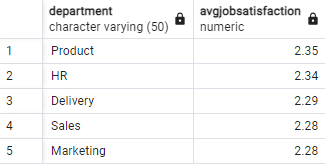 department avgjobsatisfaction
character varying (50) numeric
1 Product 2.35
2 HR 2.34
3 Delivery 2.29
4 Sales 2.28
5 Marketing 2.28